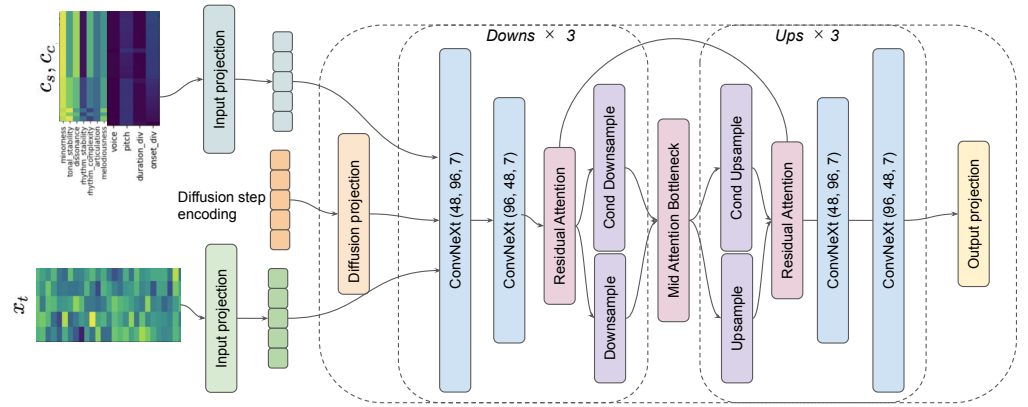 Downs × 3
Ups × 3
c_s, c_c
minorness
tonal_stability
dissonance
rhythm_stability
rhythm_complexity
articulation
melodiousness
voice
pitch
duration_div
onset_div
Input projection
Diffusion step
encoding
Diffusion projection
x_t
Input projection
ConvNeXt (48, 96, 7)
ConvNeXt (96, 48, 7)
Residual Attention
Cond Downsample
Downsample
Mid Attention Bottleneck
Cond Upsample
Upsample
Residual Attention
ConvNeXt (48, 96, 7)
ConvNeXt (96, 48, 7)
Output projection